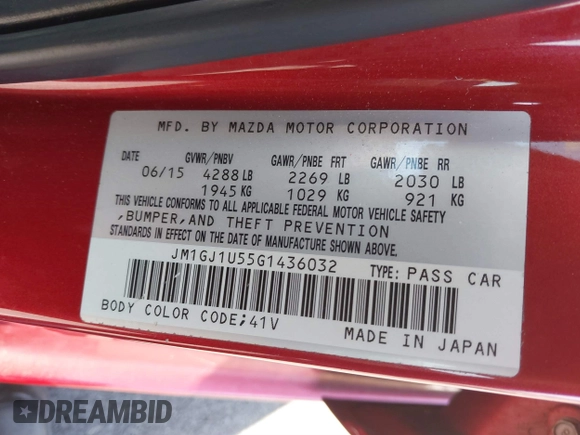 MFD. BY MAZDA MOTOR CORPORATION
DATE GVWR/PNBV GAWR/PNBE FRT GAWR/PNBE RR
06/15 4288 LB 2269 LB 2030 LB
1945 KG 1029 KG 921 KG
THIS VEHICLE CONFORMS TO ALL APPLICABLE FEDERAL MOTOR VEHICLE SAFETY
,BUMPER,AND THEFT PREVENTION
STANDARDS IN EFFECT ON THE DATE OF MANUFACTURE SHOWN ABOVE.
JM1GJ1U55G1436032 TYPE: PASS CAR
BODY COLOR CODE;41V MADE IN JAPAN
DREAMBID